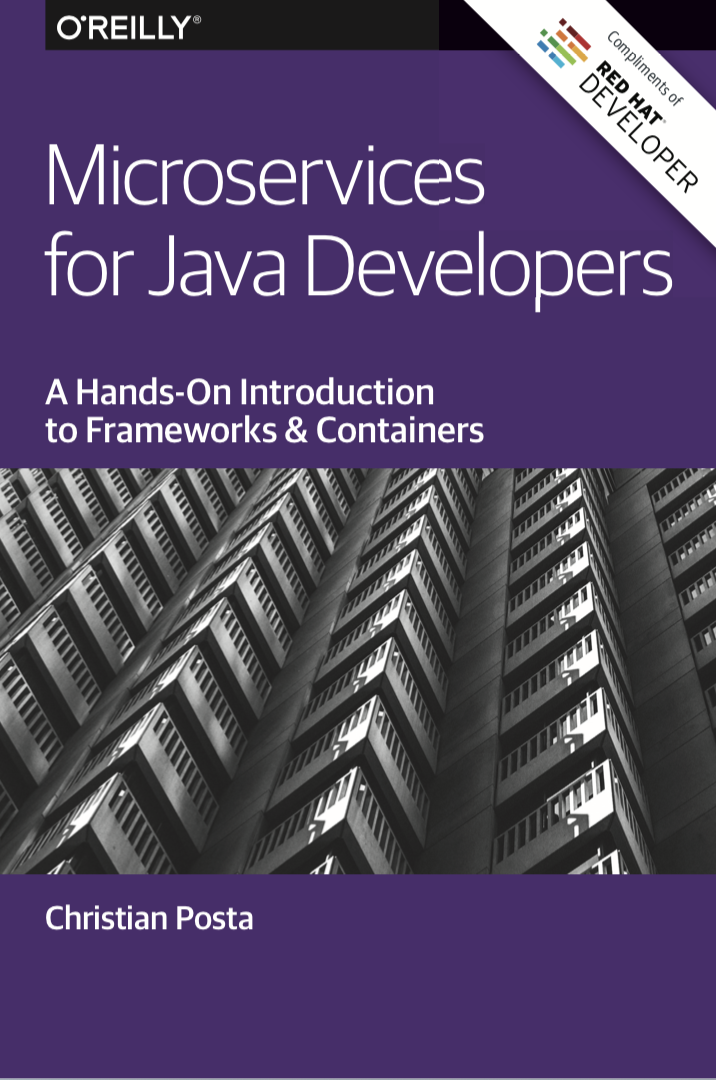 O'REILLY®
Compliments of
RED HAT®
DEVELOPER
Microservices
for Java Developers
A Hands-On Introduction
to Frameworks & Containers
Christian Posta